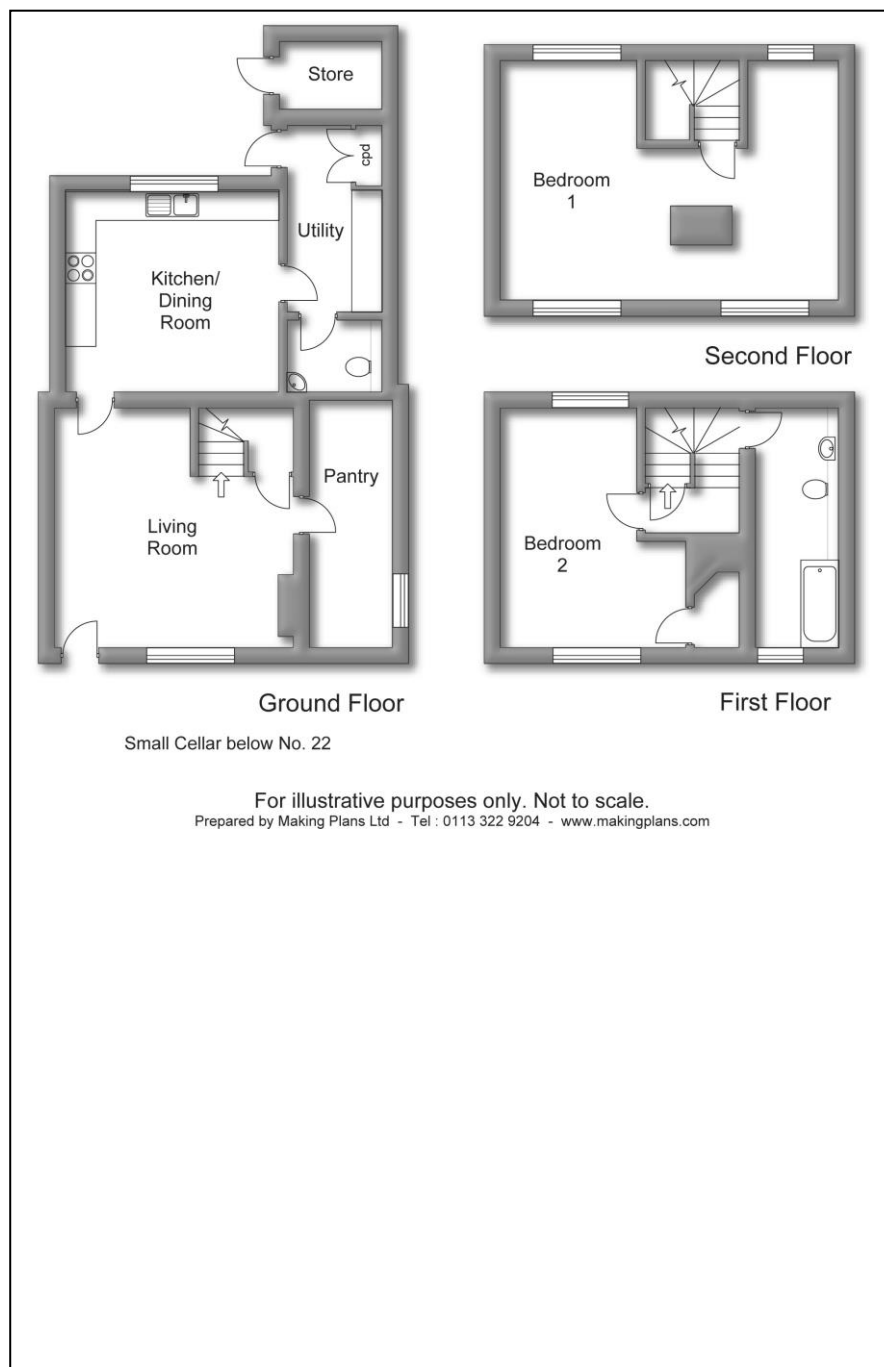 Store
cpd
Utility
Kitchen/
Dining
Room
Pantry
Living
Room
Ground Floor
Small Cellar below No. 22
Bedroom
1
Second Floor
Bedroom
2
First Floor
For illustrative purposes only. Not to scale.
Prepared by Making Plans Ltd - Tel : 0113 322 9204 - www.makingplans.com